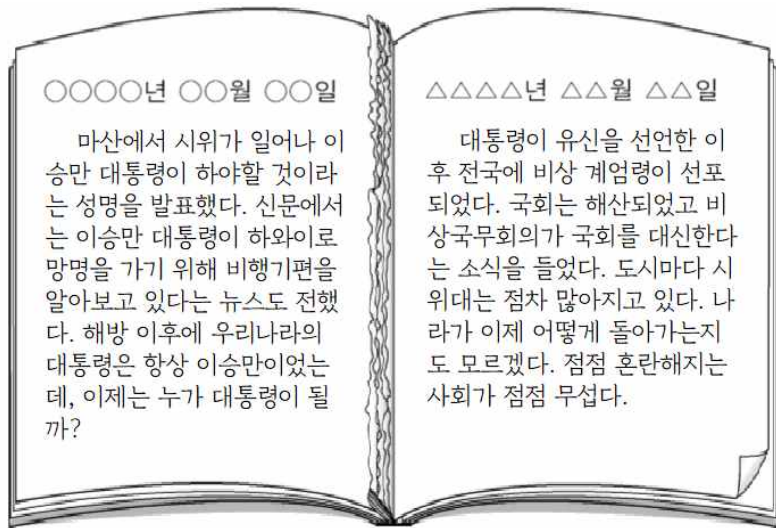 ○○○○년 ○○월 ○○일
마산에서 시위가 일어나 이
승만 대통령이 하야할 것이라
는 성명을 발표했다. 신문에서
는 이승만 대통령이 하와이로
망명을 가기 위해 비행기편을
알아보고 있다는 뉴스도 전했
다. 해방 이후에 우리나라의
대통령은 항상 이승만이었는
데, 이제는 누가 대통령이 될
까?
△△△△년 △△월 △△일
대통령이 유신을 선언한 이
후 전국에 비상 계엄령이 선포
되었다. 국회는 해산되었고 비
상국무회의가 국회를 대신한다
는 소식을 들었다. 도시마다 시
위대는 점차 많아지고 있다. 나
라가 이제 어떻게 돌아가는지
도 모르겠다. 점점 혼란해지는
사회가 점점 무섭다.